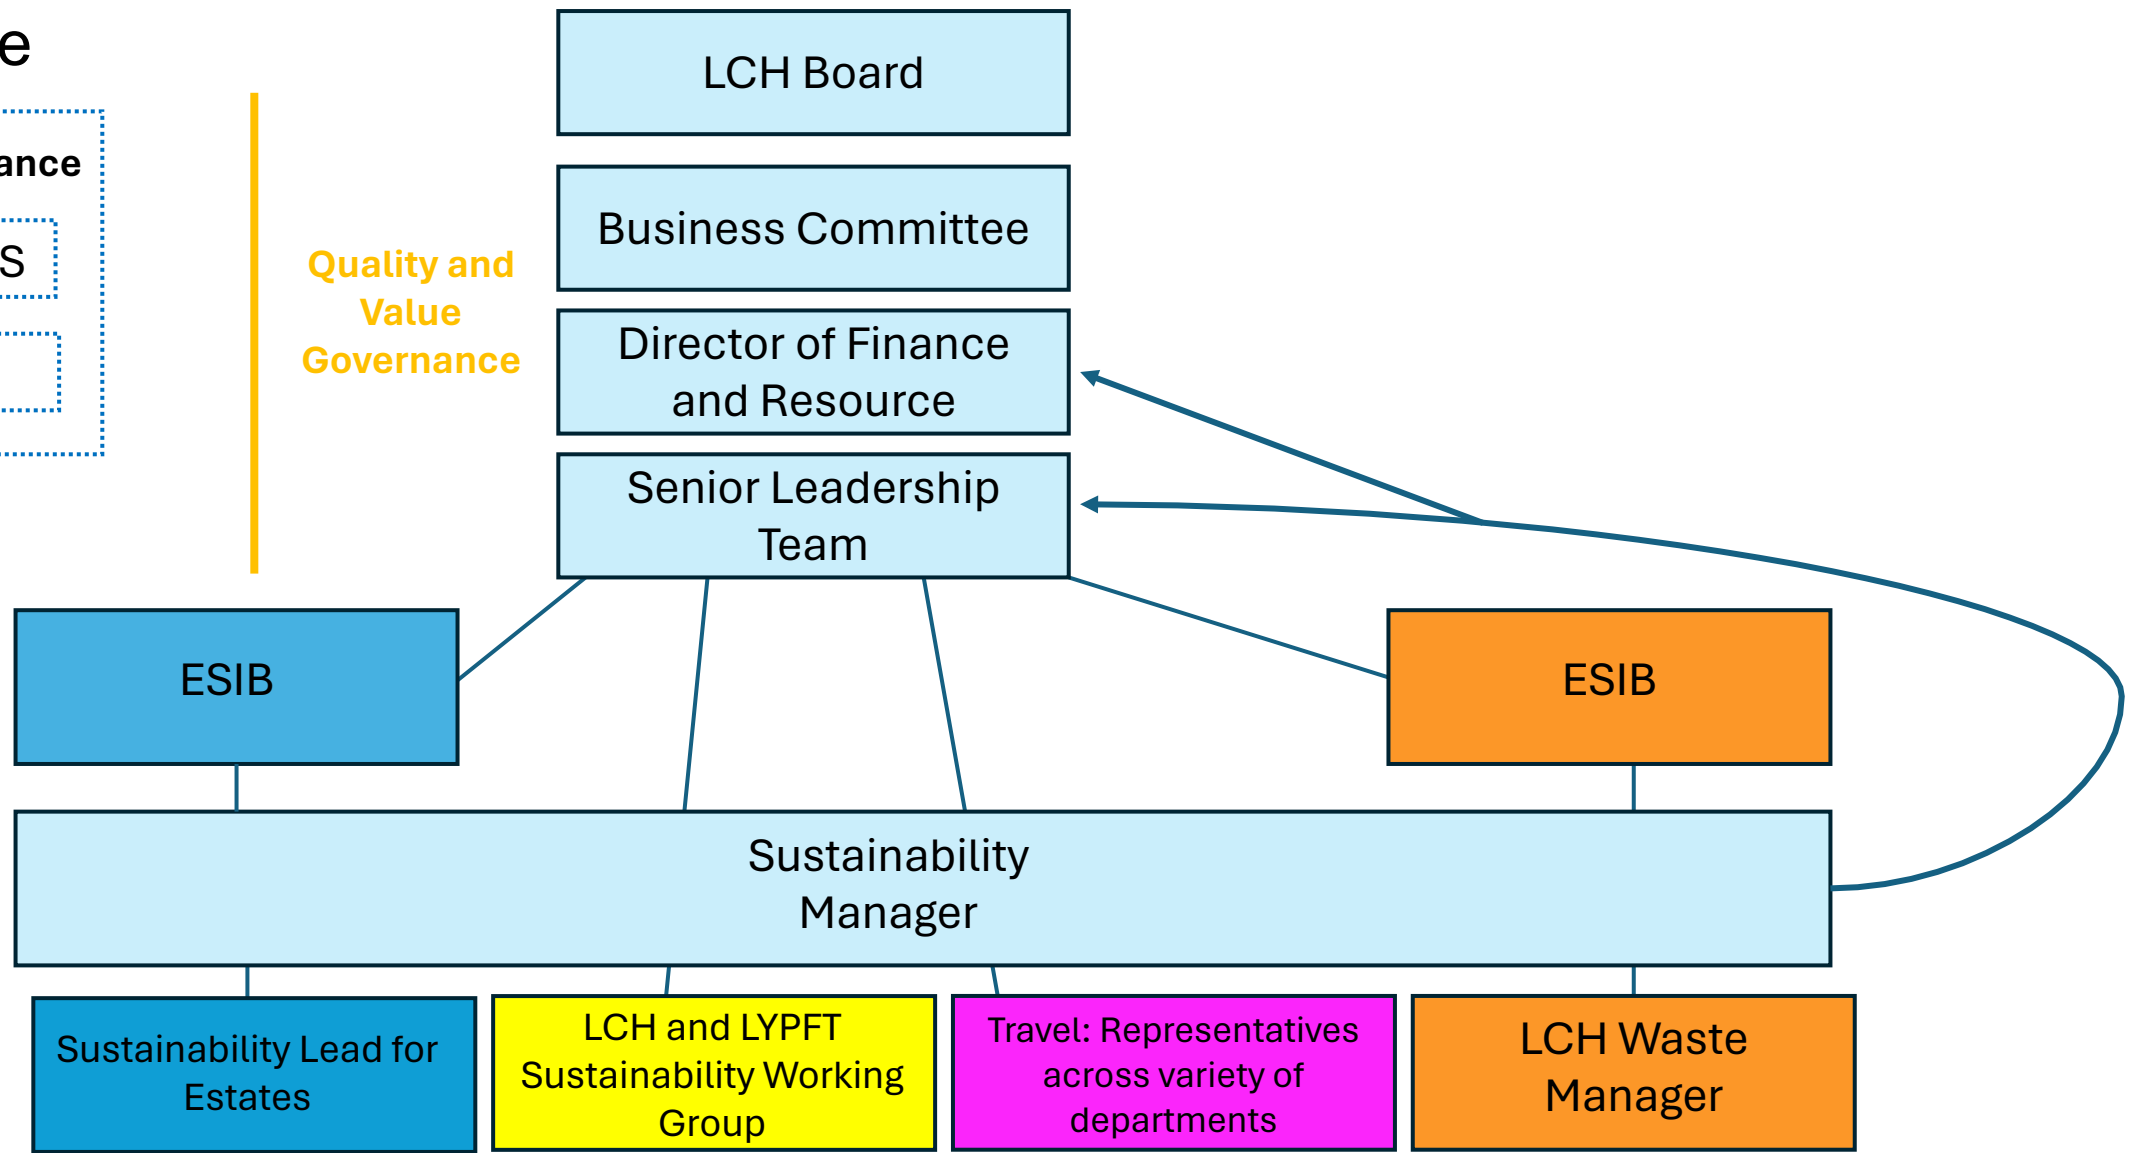 e
ance
S
LCH Board
Business Committee
Quality and
Value
Governance
Director of Finance
and Resource
Senior Leadership
Team
ESIB
ESIB
Sustainability
Manager
Sustainability Lead for
Estates
LCH and LYPFT
Sustainability Working
Group
Travel: Representatives
across variety of
departments
LCH Waste
Manager